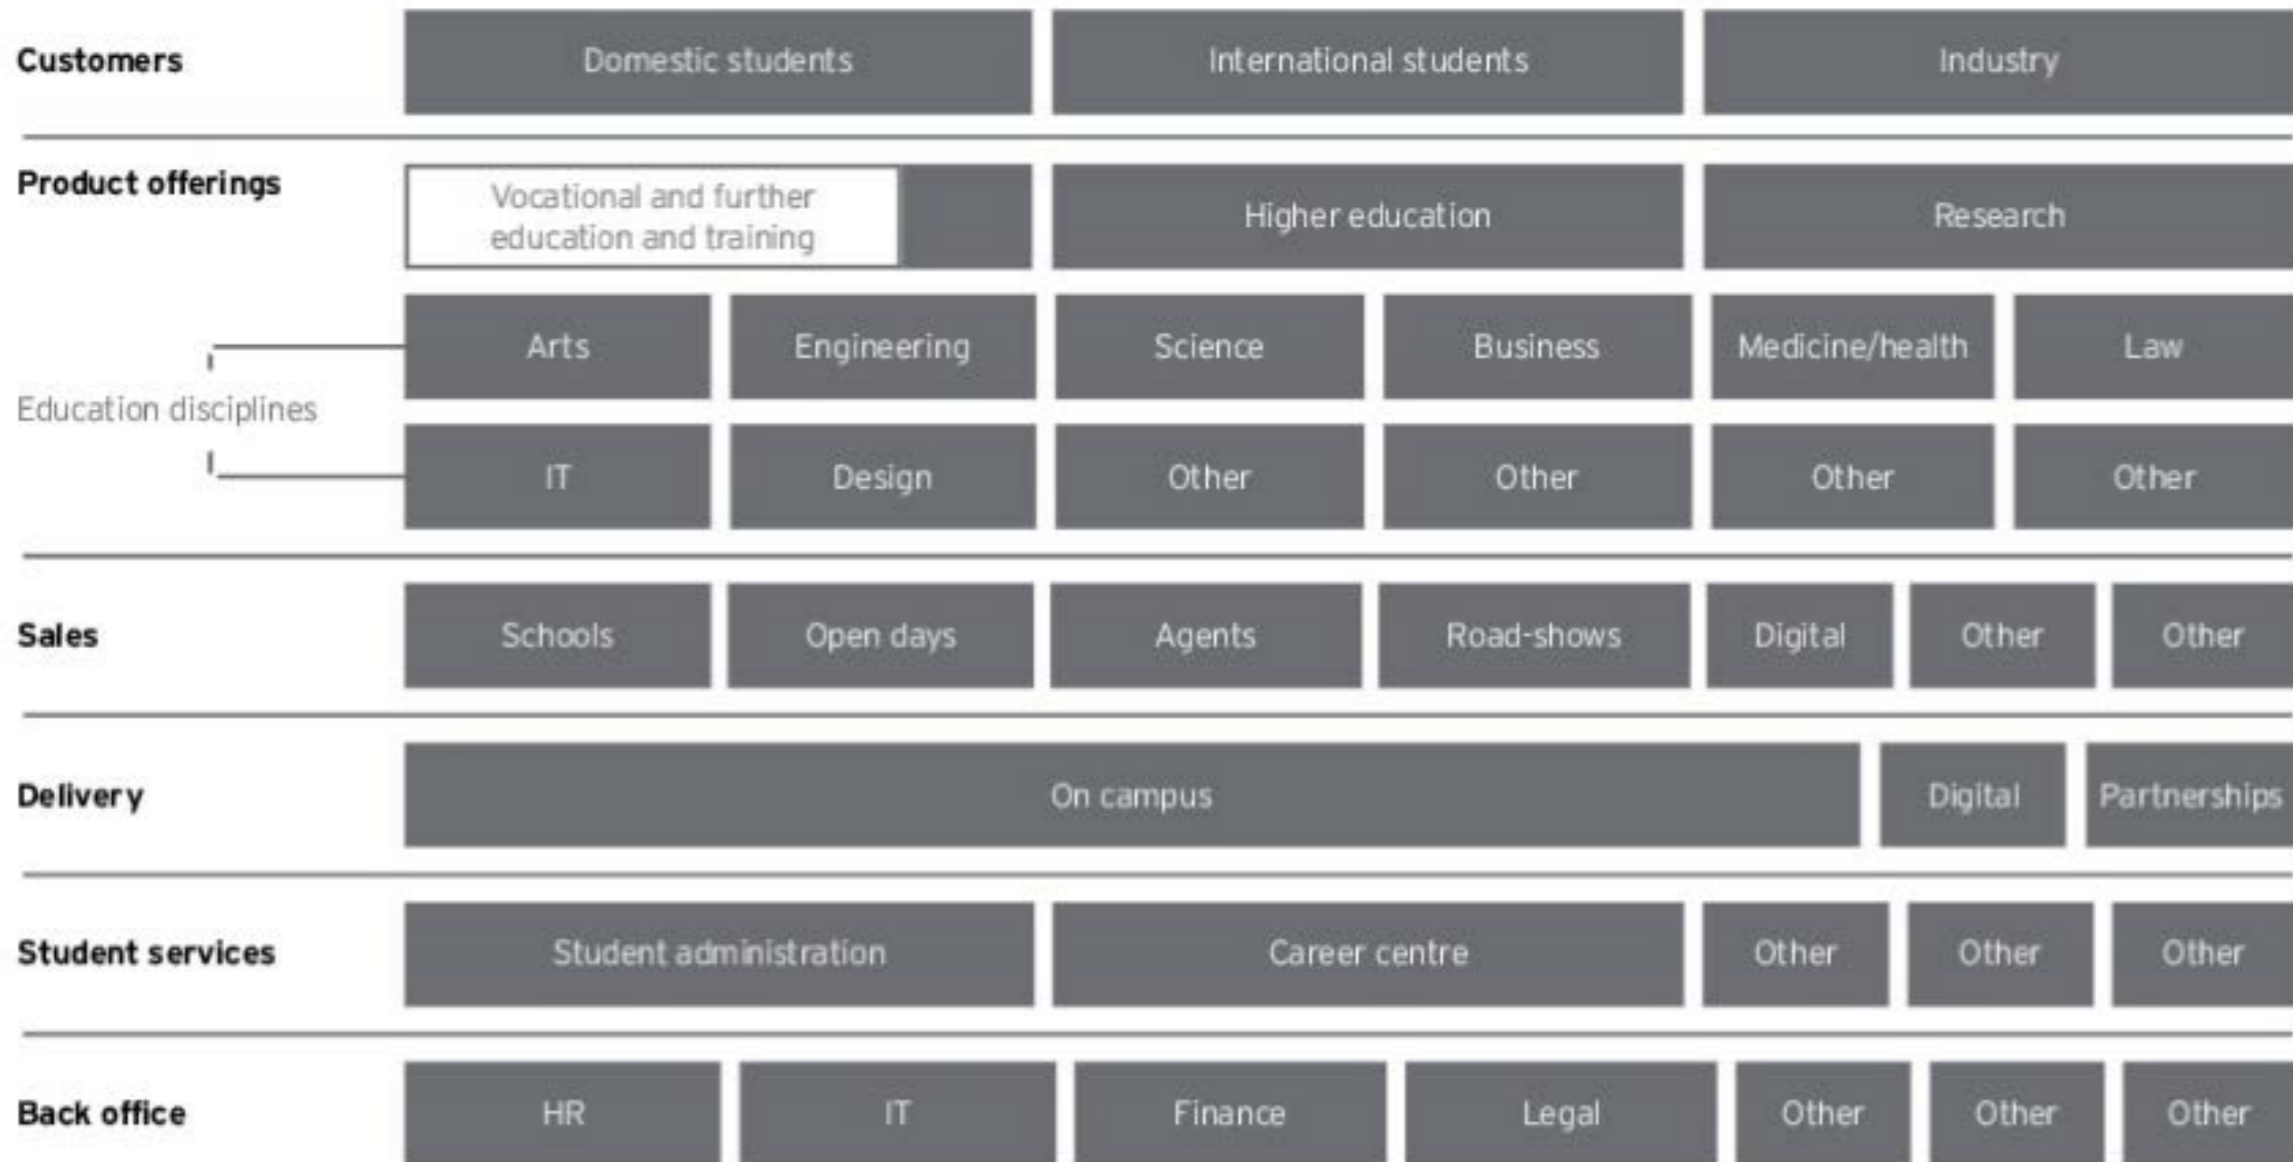 Customers
Domestic students
International students
Industry
Product offerings
Vocational and further
education and training
Higher education
Research
Education disciplines
Arts
Engineering
Science
Business
Medicine/health
Law
IT
Design
Other
Other
Other
Other
Sales
Schools
Open days
Agents
Road-shows
Digital
Other
Other
Delivery
On campus
Digital
Partnerships
Student services
Student administration
Career centre
Other
Other
Other
Back office
HR
IT
Finance
Legal
Other
Other
Other